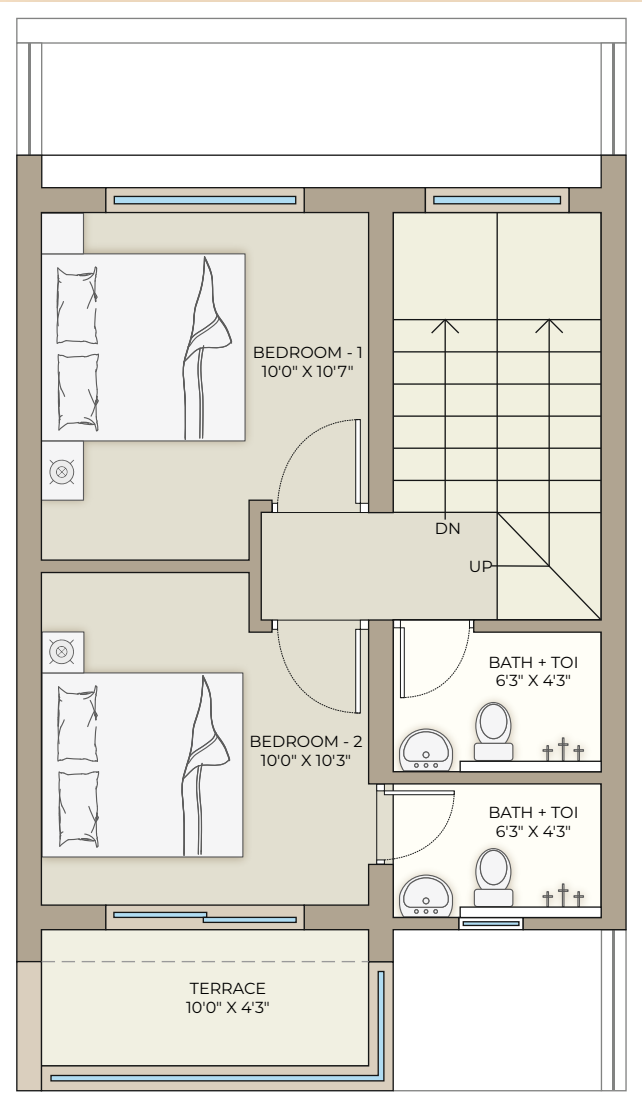 BEDROOM - 1
10'0" X 10'7"
DN
UP
BATH + TOI
6'3" X 4'3"
BEDROOM - 2
10'0" X 10'3"
BATH + TOI
6'3" X 4'3"
TERRACE
10'0" X 4'3"